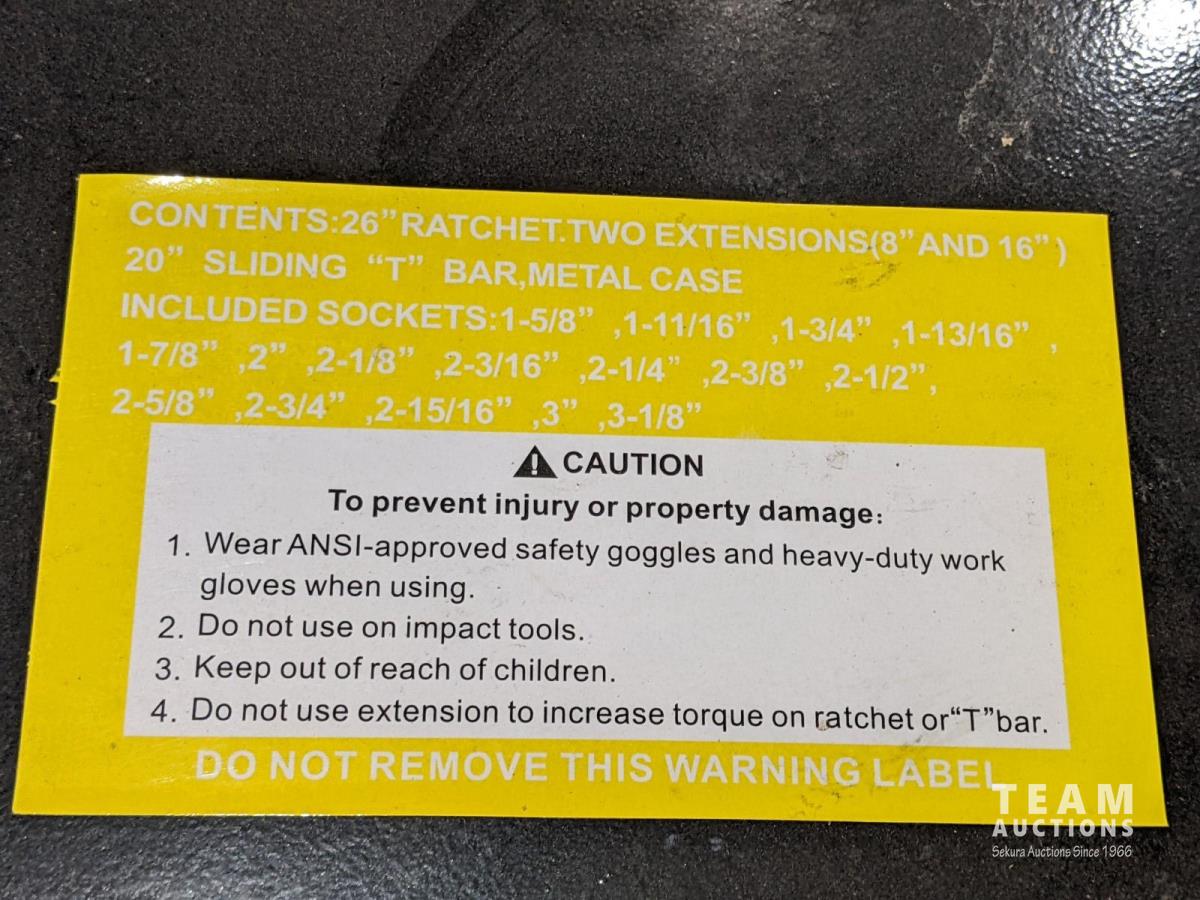 CONTENTS:26” RATCHET.TWO EXTENSIONS(8” AND 16” )
20” SLIDING “T” BAR,METAL CASE
INCLUDED SOCKETS:1-5/8” ,1-11/16” ,1-3/4” ,1-13/16” ,
1-7/8” ,2” ,2-1/8” ,2-3/16” ,2-1/4” ,2-3/8” ,2-1/2”,
2-5/8” ,2-3/4” ,2-15/16” ,3” ,3-1/8”
CAUTION
To prevent injury or property damage:
1. Wear ANSI-approved safety goggles and heavy-duty work
gloves when using.
2. Do not use on impact tools.
3. Keep out of reach of children.
4. Do not use extension to increase torque on ratchet or“T”bar.
DO NOT REMOVE THIS WARNING LABEL
TEAM
AUCTIONS
Sekura Auctions Since 1966